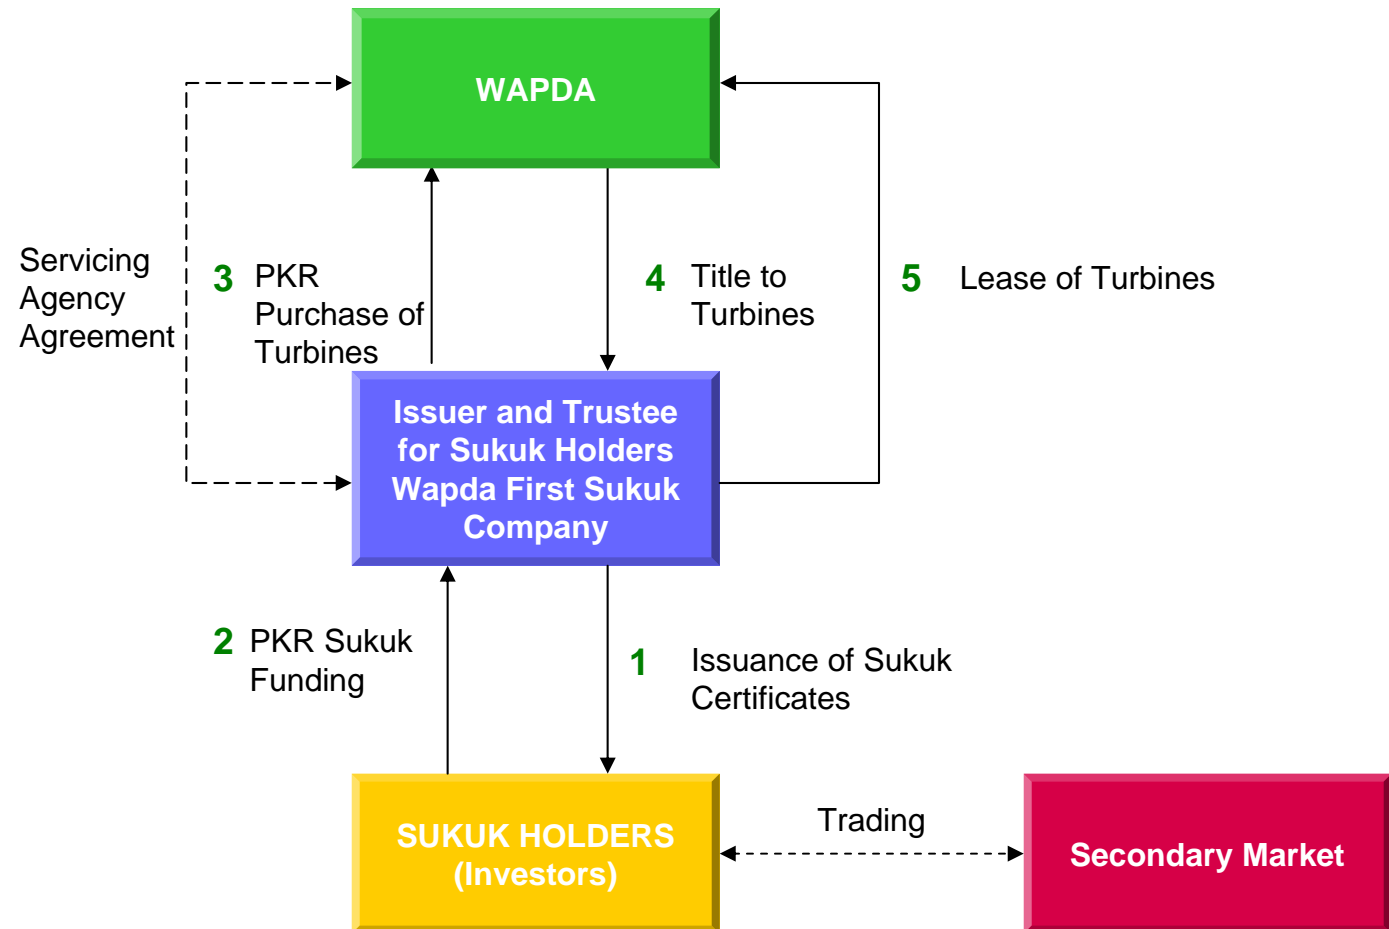 WAPDA
Servicing
Agency
Agreement
3 PKR
Purchase of
Turbines
4 Title to
Turbines
5 Lease of Turbines
Issuer and Trustee
for Sukuk Holders
Wapda First Sukuk
Company
2 PKR Sukuk
Funding
1 Issuance of Sukuk
Certificates
SUKUK HOLDERS
(Investors)
Trading
Secondary Market